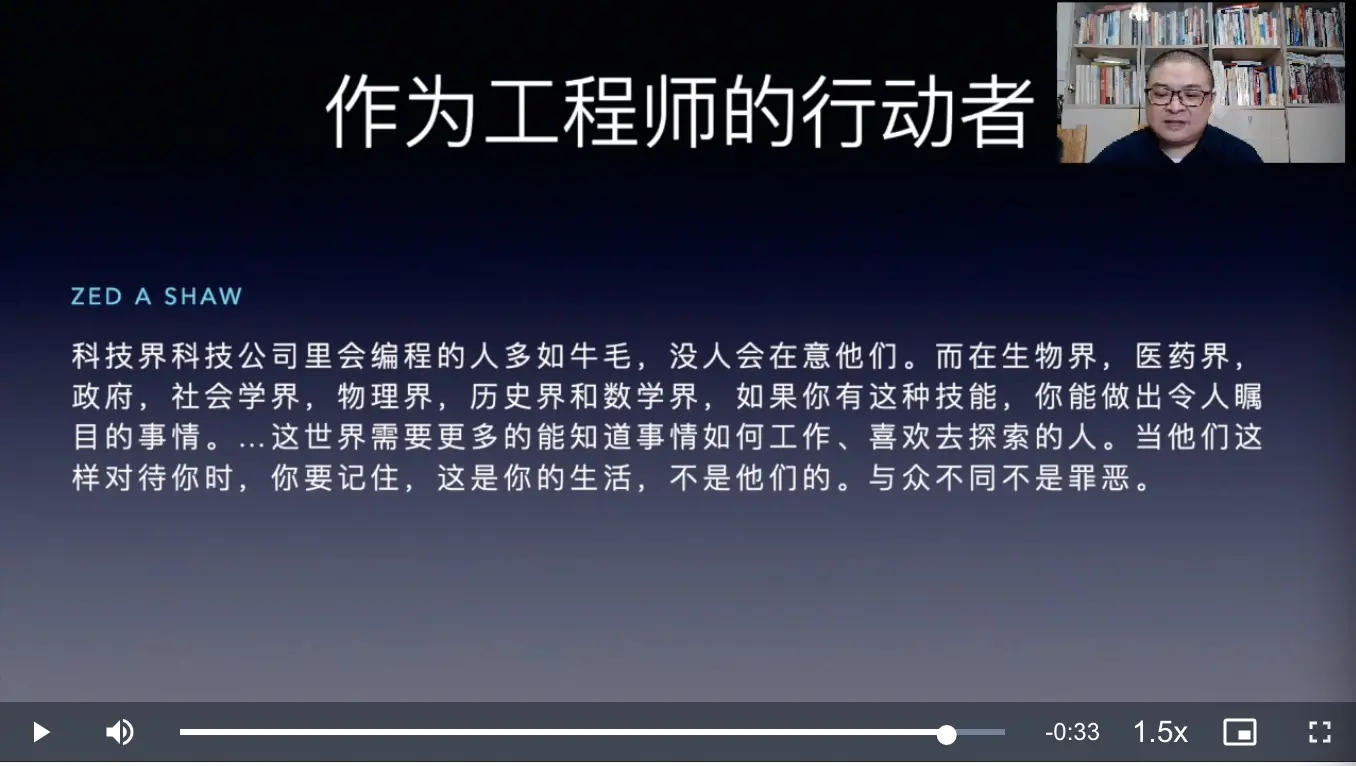 作为工程师的行动者
ZED A SHAW
科技界科技公司里会编程的人多如牛毛，没人会在意他们。而在生物界，医药界，
政府，社会学界，物理界，历史界和数学界，如果你有这种技能，你能做出令人瞩
目的事情。…这世界需要更多的能知道事情如何工作、喜欢去探索的人。当他们这
样对待你时，你要记住，这是你的生活，不是他们的。与众不同不是罪恶。
-0:33 1.5x